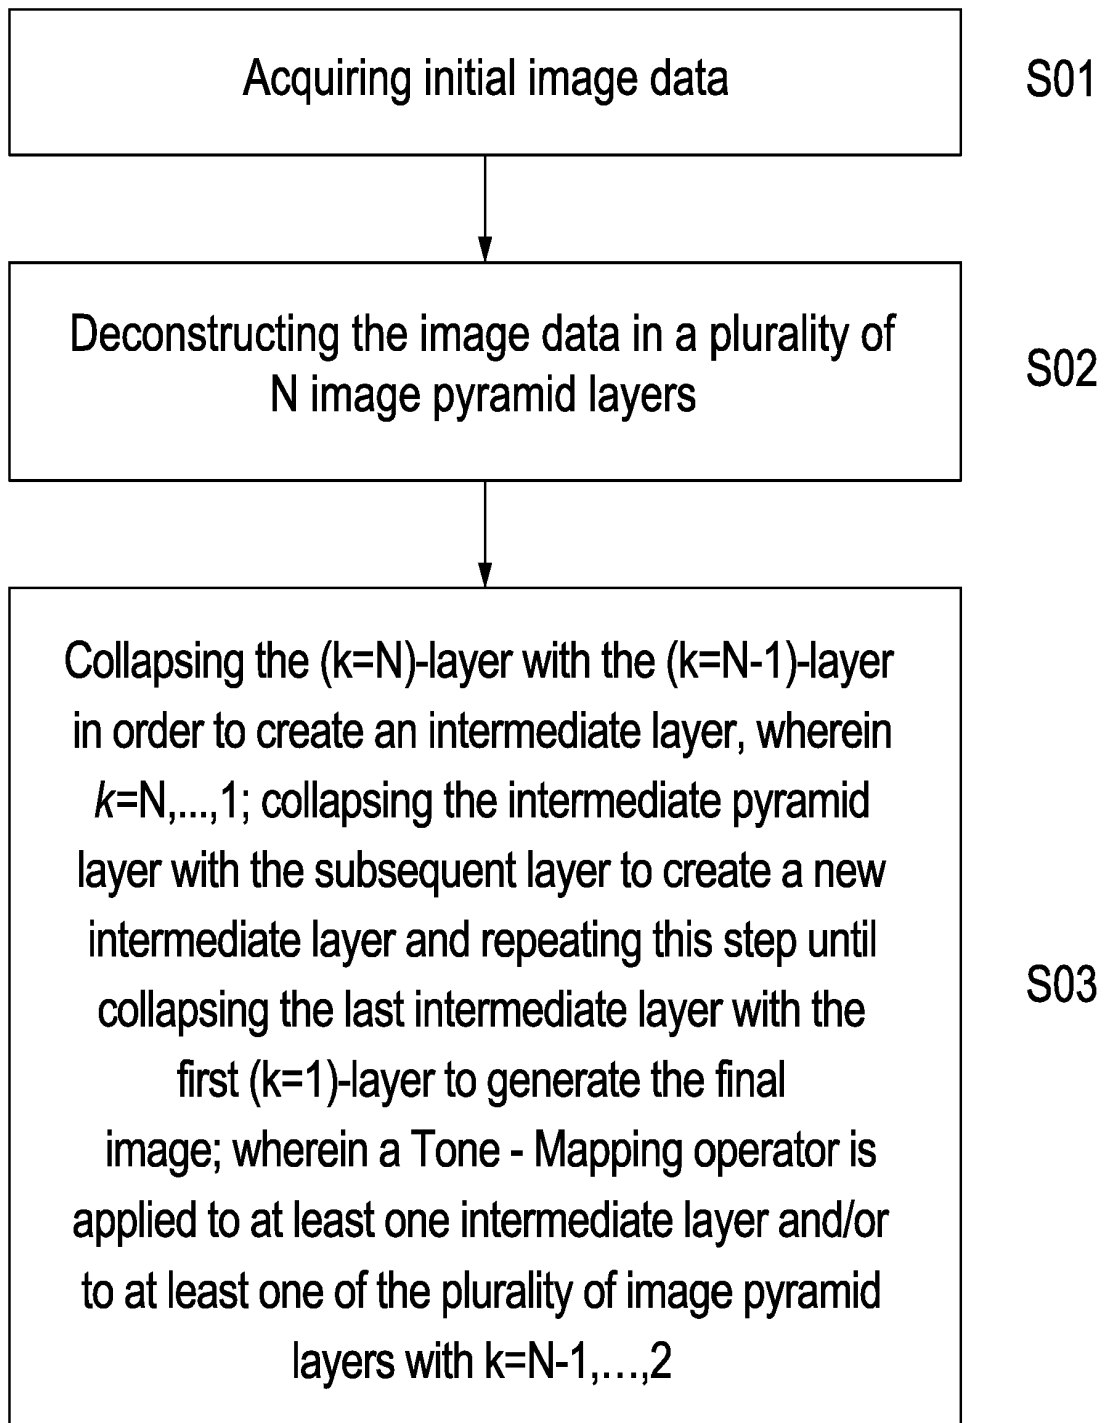 Acquiring initial image data
S01
Deconstructing the image data in a plurality of
N image pyramid layers
S02
Collapsing the (k=N)-layer with the (k=N-1)-layer
in order to create an intermediate layer, wherein
k=N,...,1; collapsing the intermediate pyramid
layer with the subsequent layer to create a new
intermediate layer and repeating this step until
collapsing the last intermediate layer with the
first (k=1)-layer to generate the final
image; wherein a Tone - Mapping operator is
applied to at least one intermediate layer and/or
to at least one of the plurality of image pyramid
layers with k=N-1,...,2
S03